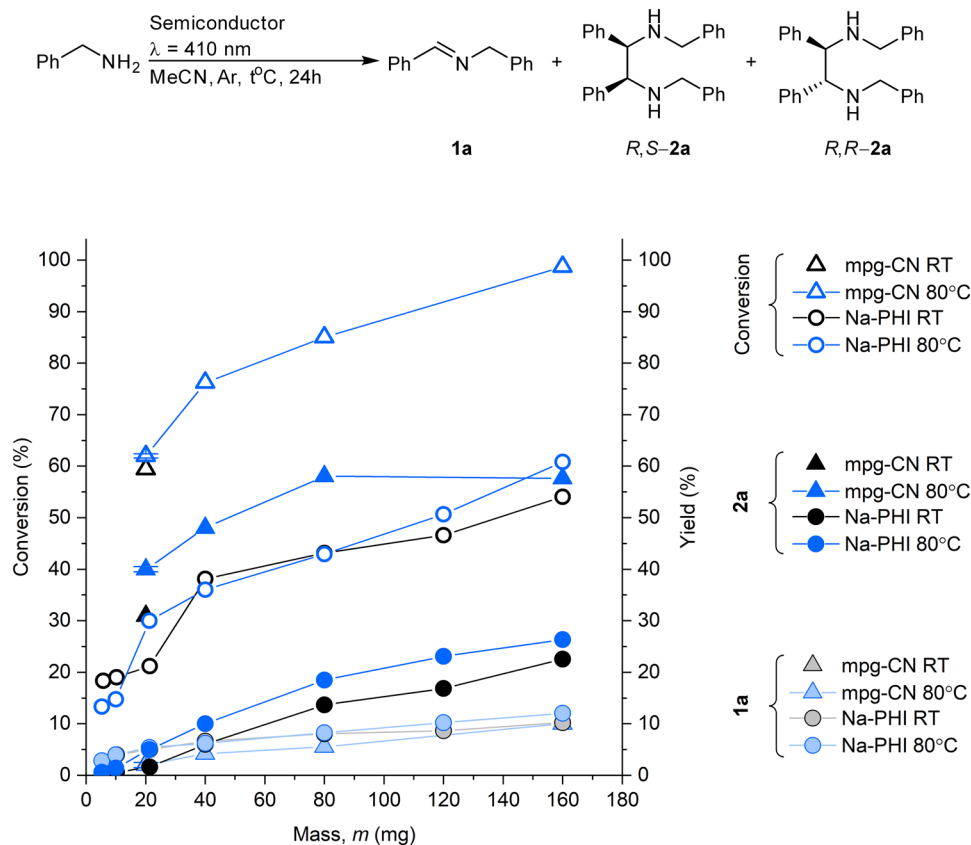 Semiconductor
λ = 410 nm
MeCN, Ar, t°C, 24h
Ph NH2
Ph N Ph
+
Ph H N Ph
Ph N H Ph
+
Ph H N Ph
Ph N H Ph
1a
R,S–2a
R,R–2a
Conversion (%)
100
90
80
70
60
50
40
30
20
10
0
0 20 40 60 80 100 120 140 160 180
Mass, m (mg)
100
90
80
70
60
50
40
30
20
10
0
Yield (%)
Conversion
mpg-CN RT
mpg-CN 80°C
Na-PHI RT
Na-PHI 80°C
2a
mpg-CN RT
mpg-CN 80°C
Na-PHI RT
Na-PHI 80°C
1a
mpg-CN RT
mpg-CN 80°C
Na-PHI RT
Na-PHI 80°C